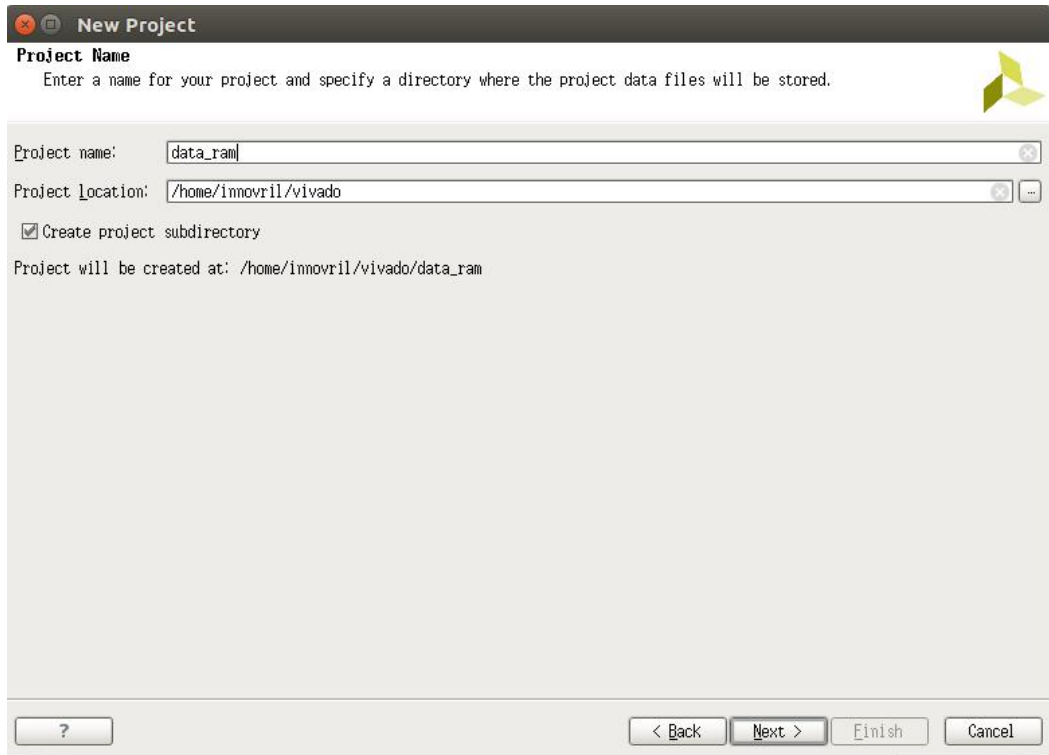 New Project
Project Name
Enter a name for your project and specify a directory where the project data files will be stored.
Project name: data_ram
Project location: /home/innovril/vivado ...
Create project subdirectory
Project will be created at: /home/innovril/vivado/data_ram
? < Back Next > Finish Cancel